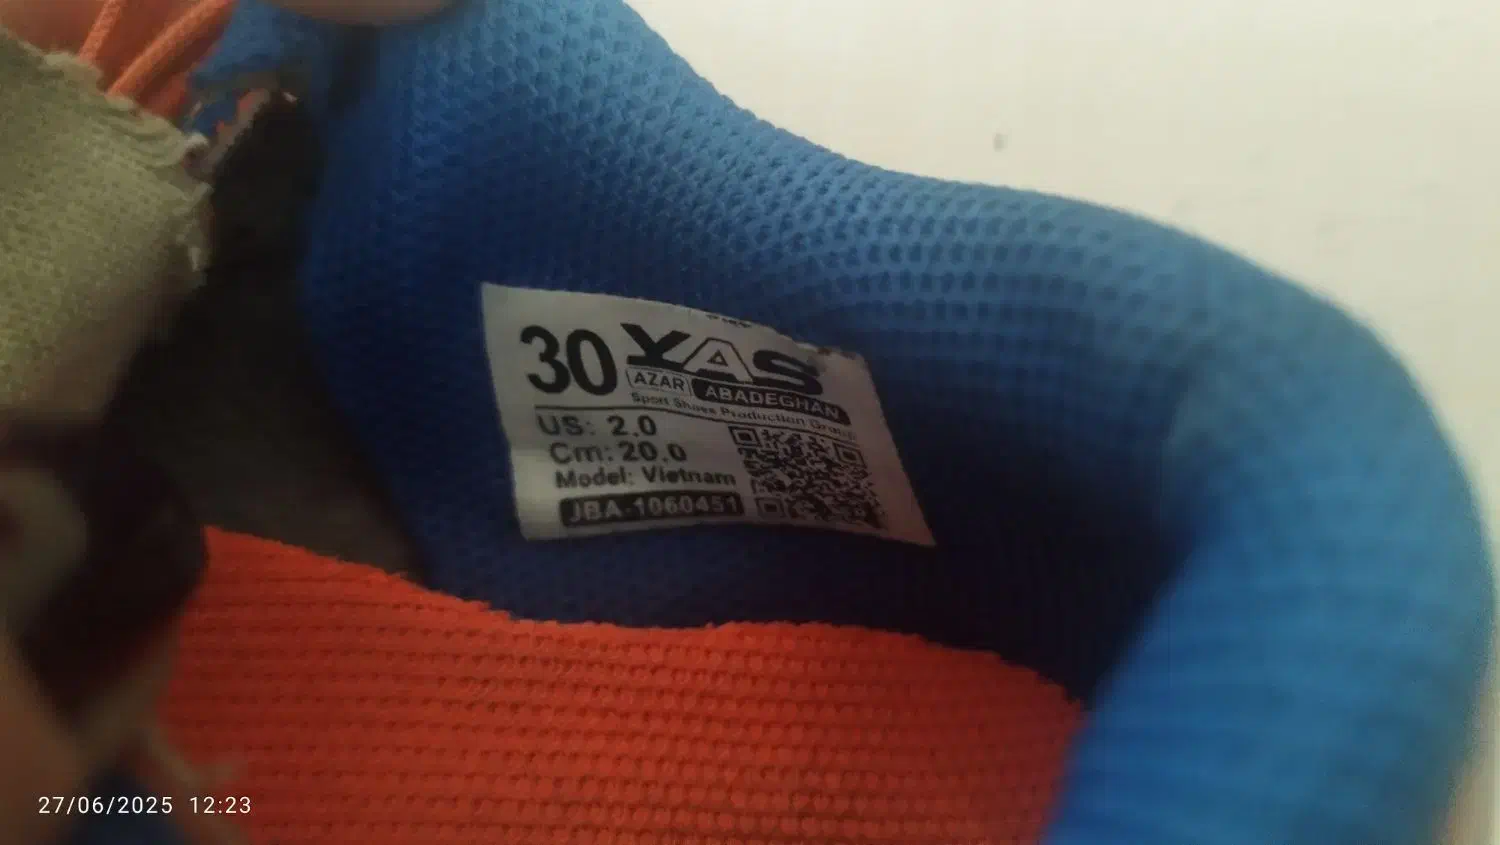 30 YAS
AZAR ABADEGHAN
Sport Shoes Production Group
US: 2.0
Cm: 20.0
Model: Vietnam
JBA-1060451
27/06/2025 12:23